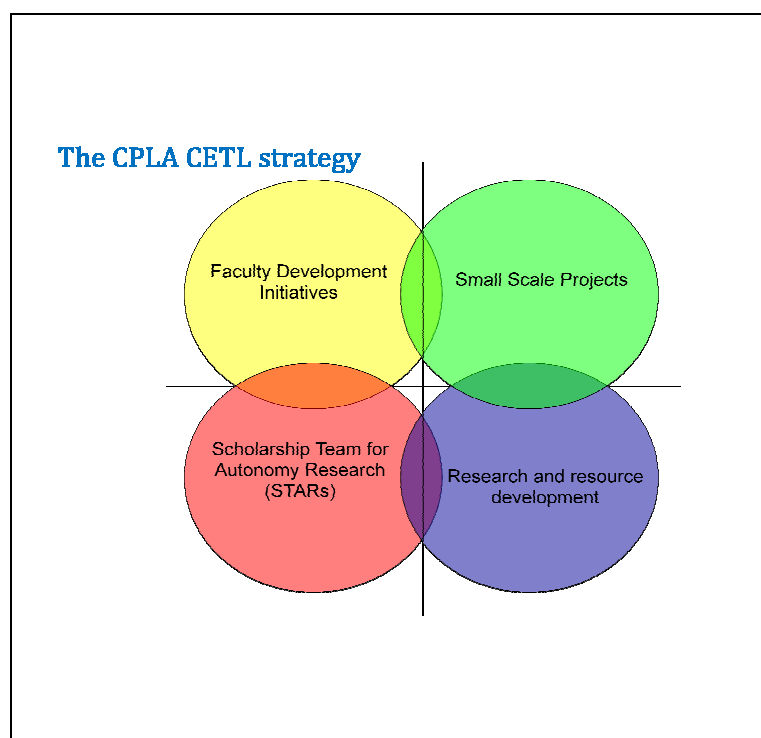 The CPLA CETL strategy
Faculty Development
Initiatives
Small Scale Projects
Scholarship Team for
Autonomy Research
(STARs)
Research and resource
development